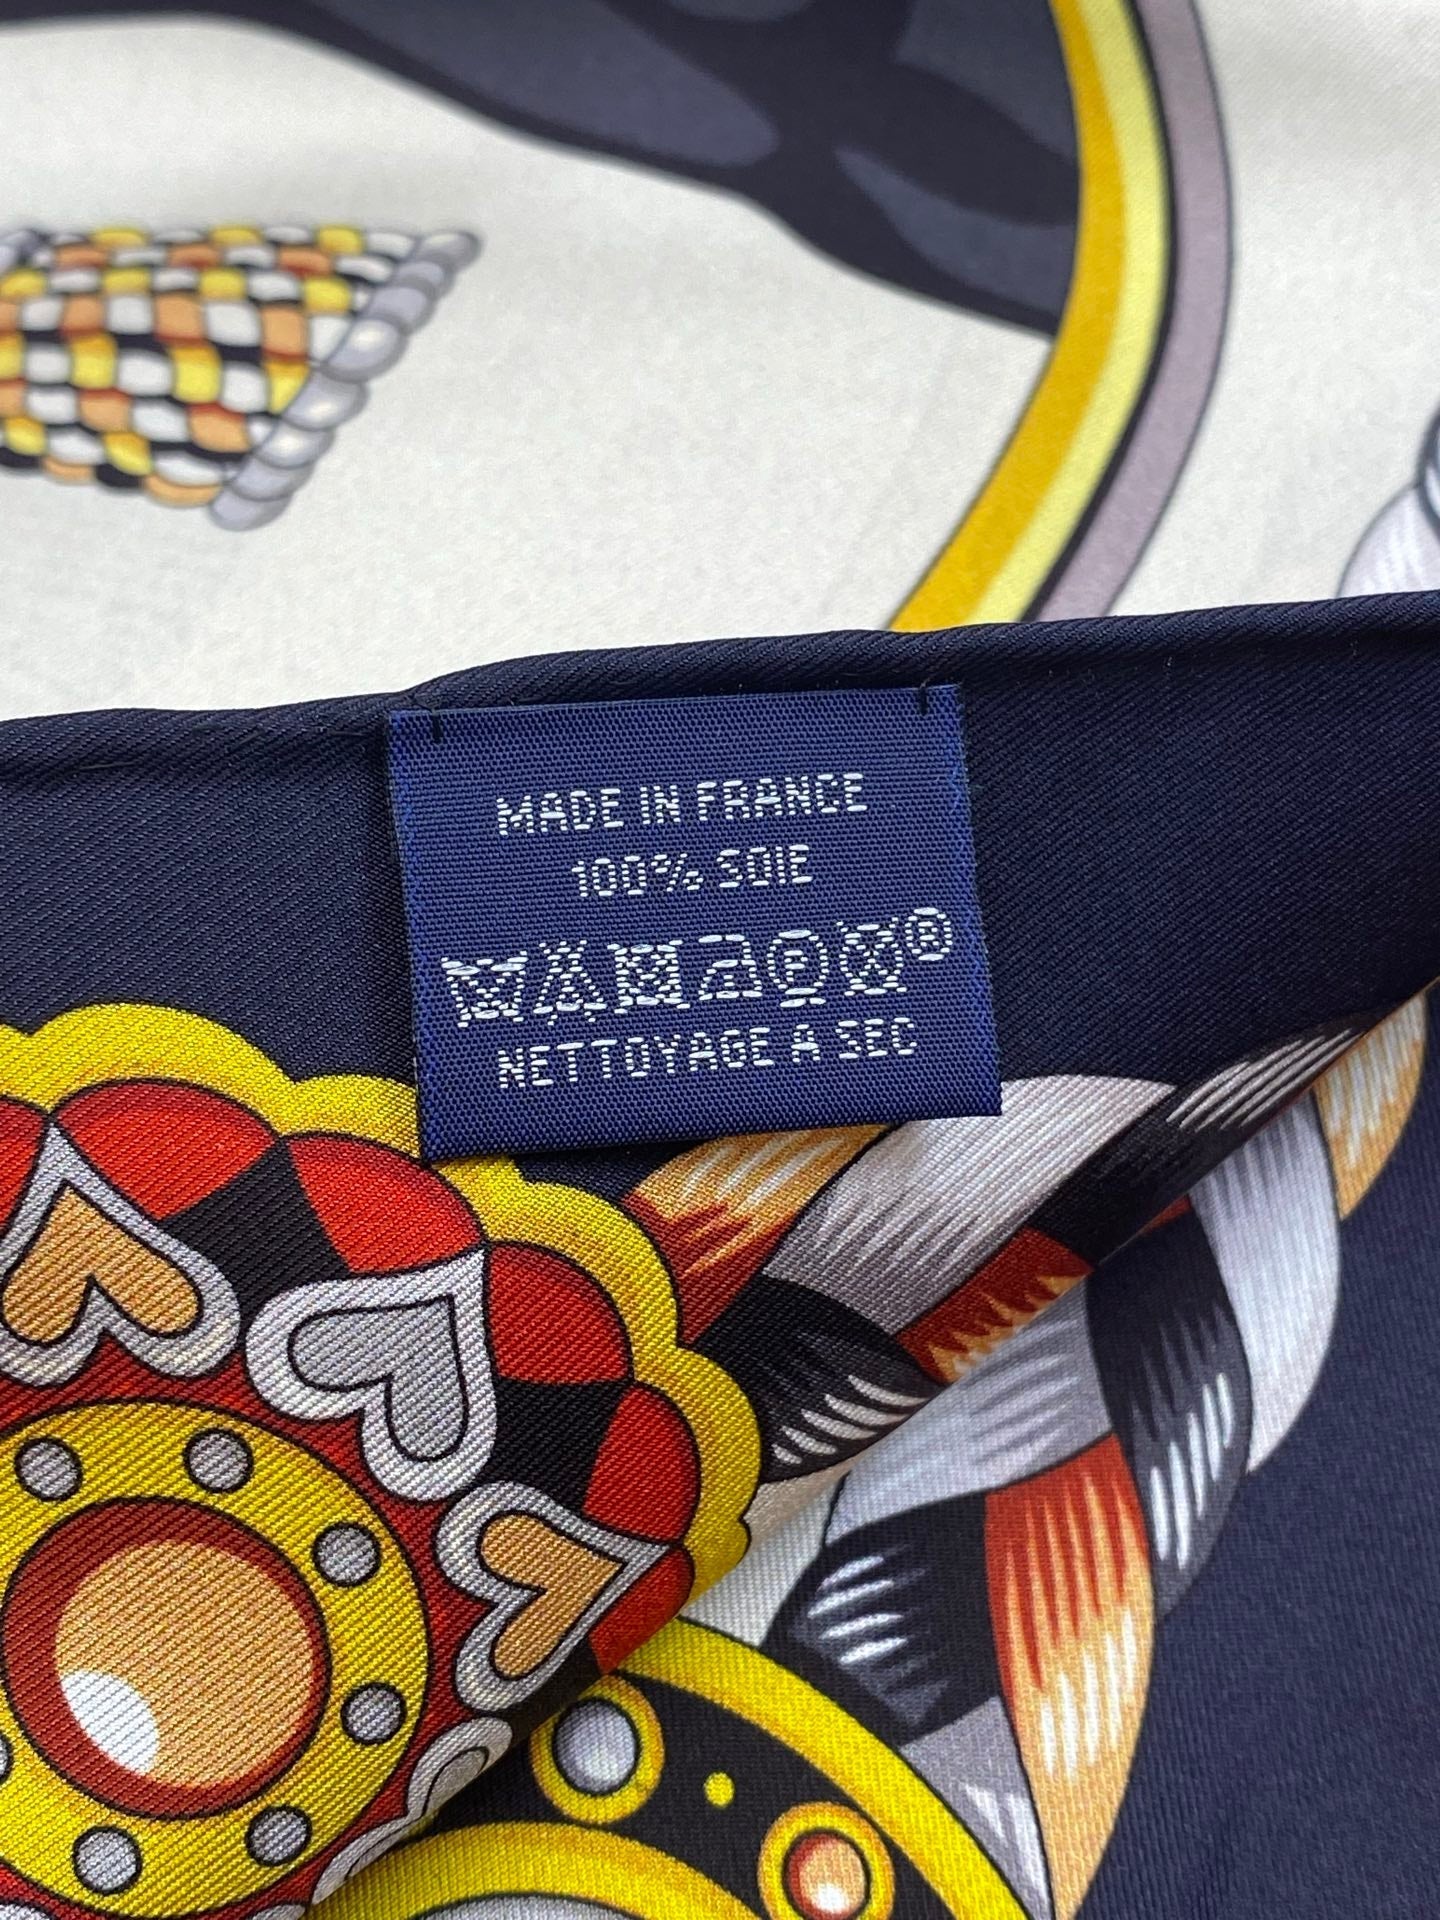 MADE IN FRANCE
100% SOIE
P ®
NETTOYAGE A SEC